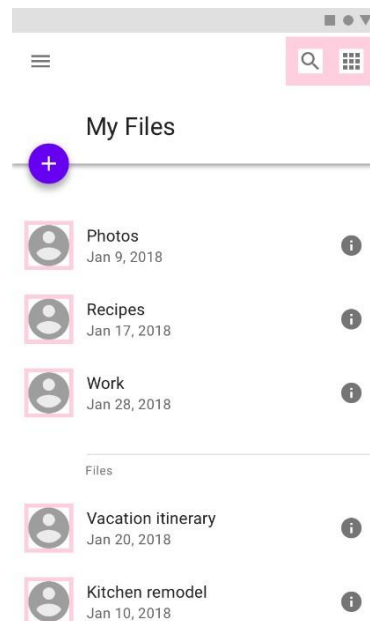 My Files
Photos
Jan 9, 2018
Recipes
Jan 17, 2018
Work
Jan 28, 2018
Files
Vacation itinerary
Jan 20, 2018
Kitchen remodel
Jan 10, 2018